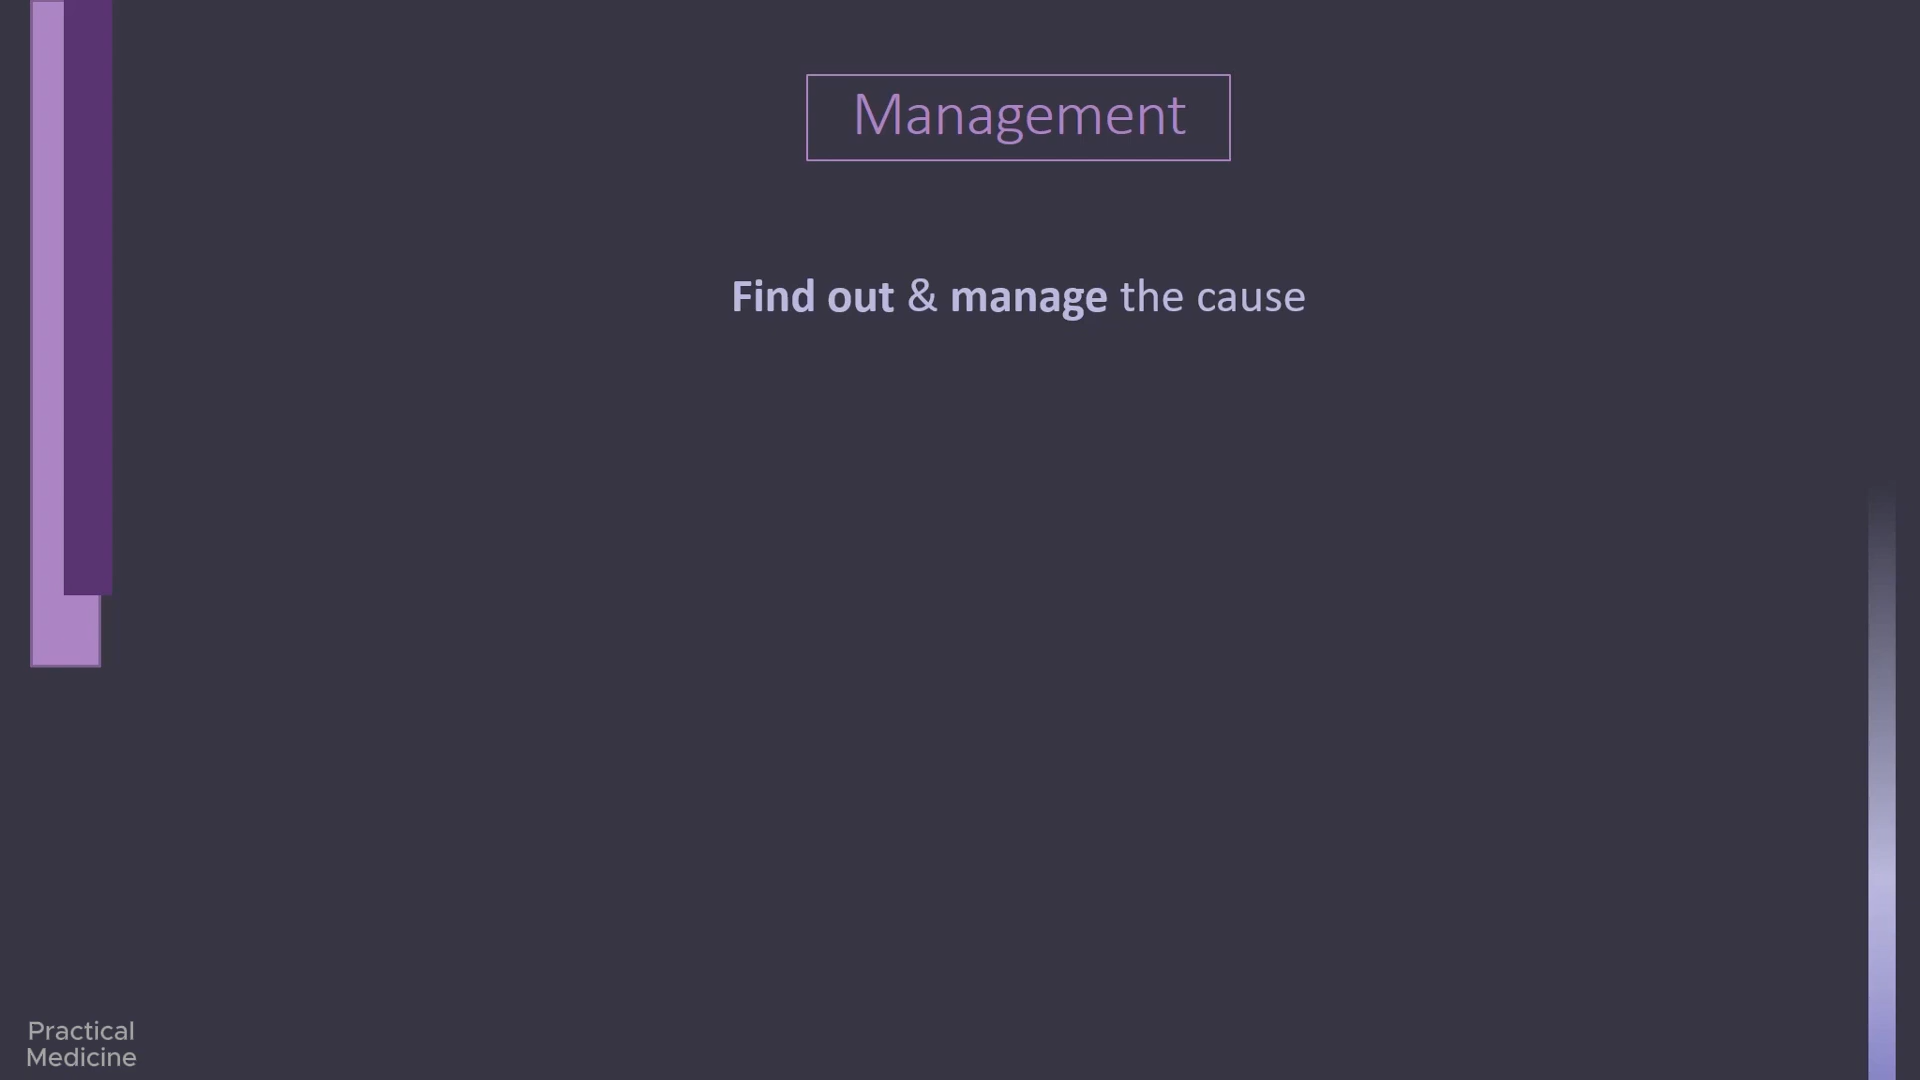 Management
Find out & manage the cause
Practical
Medicine